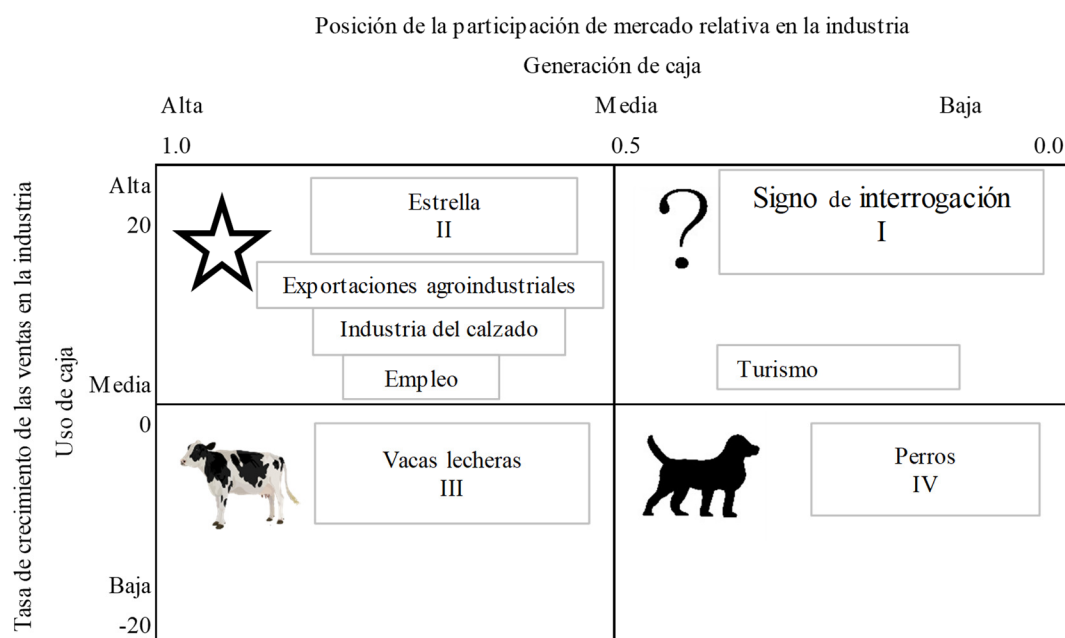 Posición de la participación de mercado relativa en la industria
Generación de caja
Alta
Media
Baja
1.0
0.5
0.0
Tasa de crecimiento de las ventas en la industria
Uso de caja
Alta
20
Media
0
Baja
-20
Estrella
II
Exportaciones agroindustriales
Industria del calzado
Empleo
?
Signo de interrogación
I
Turismo
Vacas lecheras
III
Perros
IV